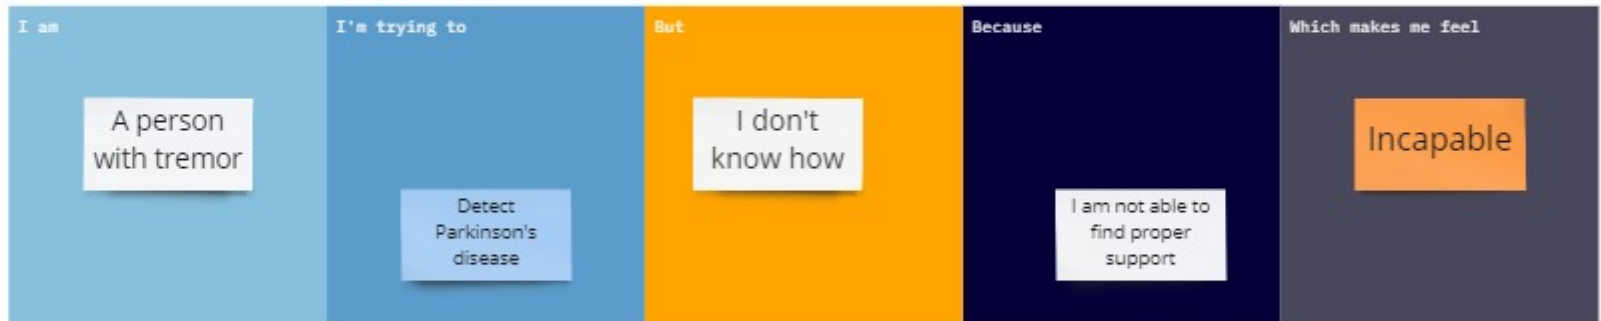 I am
A person
with tremor
I'm trying to
Detect
Parkinson's
disease
But
I don't
know how
Because
I am not able to
find proper
support
Which makes me feel
Incapable